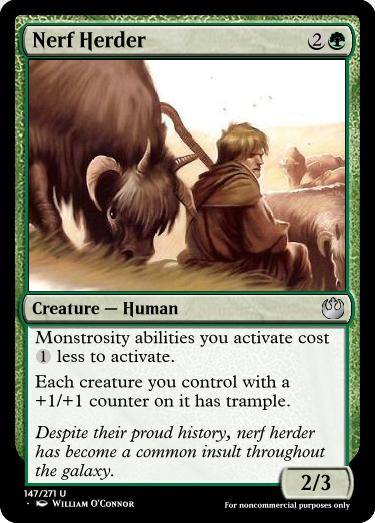 Nerf Herder 2
Creature — Human
Monstrosity abilities you activate cost
1 less to activate.
Each creature you control with a
+1/+1 counter on it has trample.
Despite their proud history, nerf herder
has become a common insult throughout
the galaxy.
2/3
147/271 U
· William O'Connor
For noncommercial purposes only